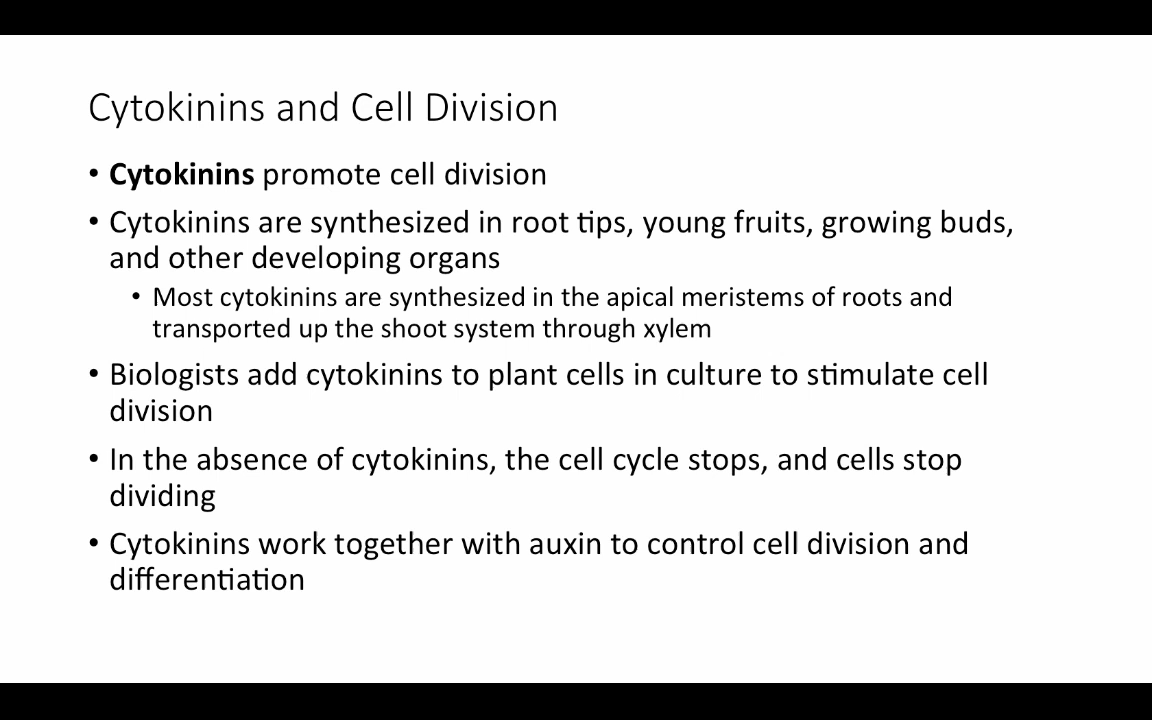 Cytokinins and Cell Division
• Cytokinins promote cell division
• Cytokinins are synthesized in root tips, young fruits, growing buds,
and other developing organs
• Most cytokinins are synthesized in the apical meristems of roots and
transported up the shoot system through xylem
• Biologists add cytokinins to plant cells in culture to stimulate cell
division
• In the absence of cytokinins, the cell cycle stops, and cells stop
dividing
• Cytokinins work together with auxin to control cell division and
differentiation